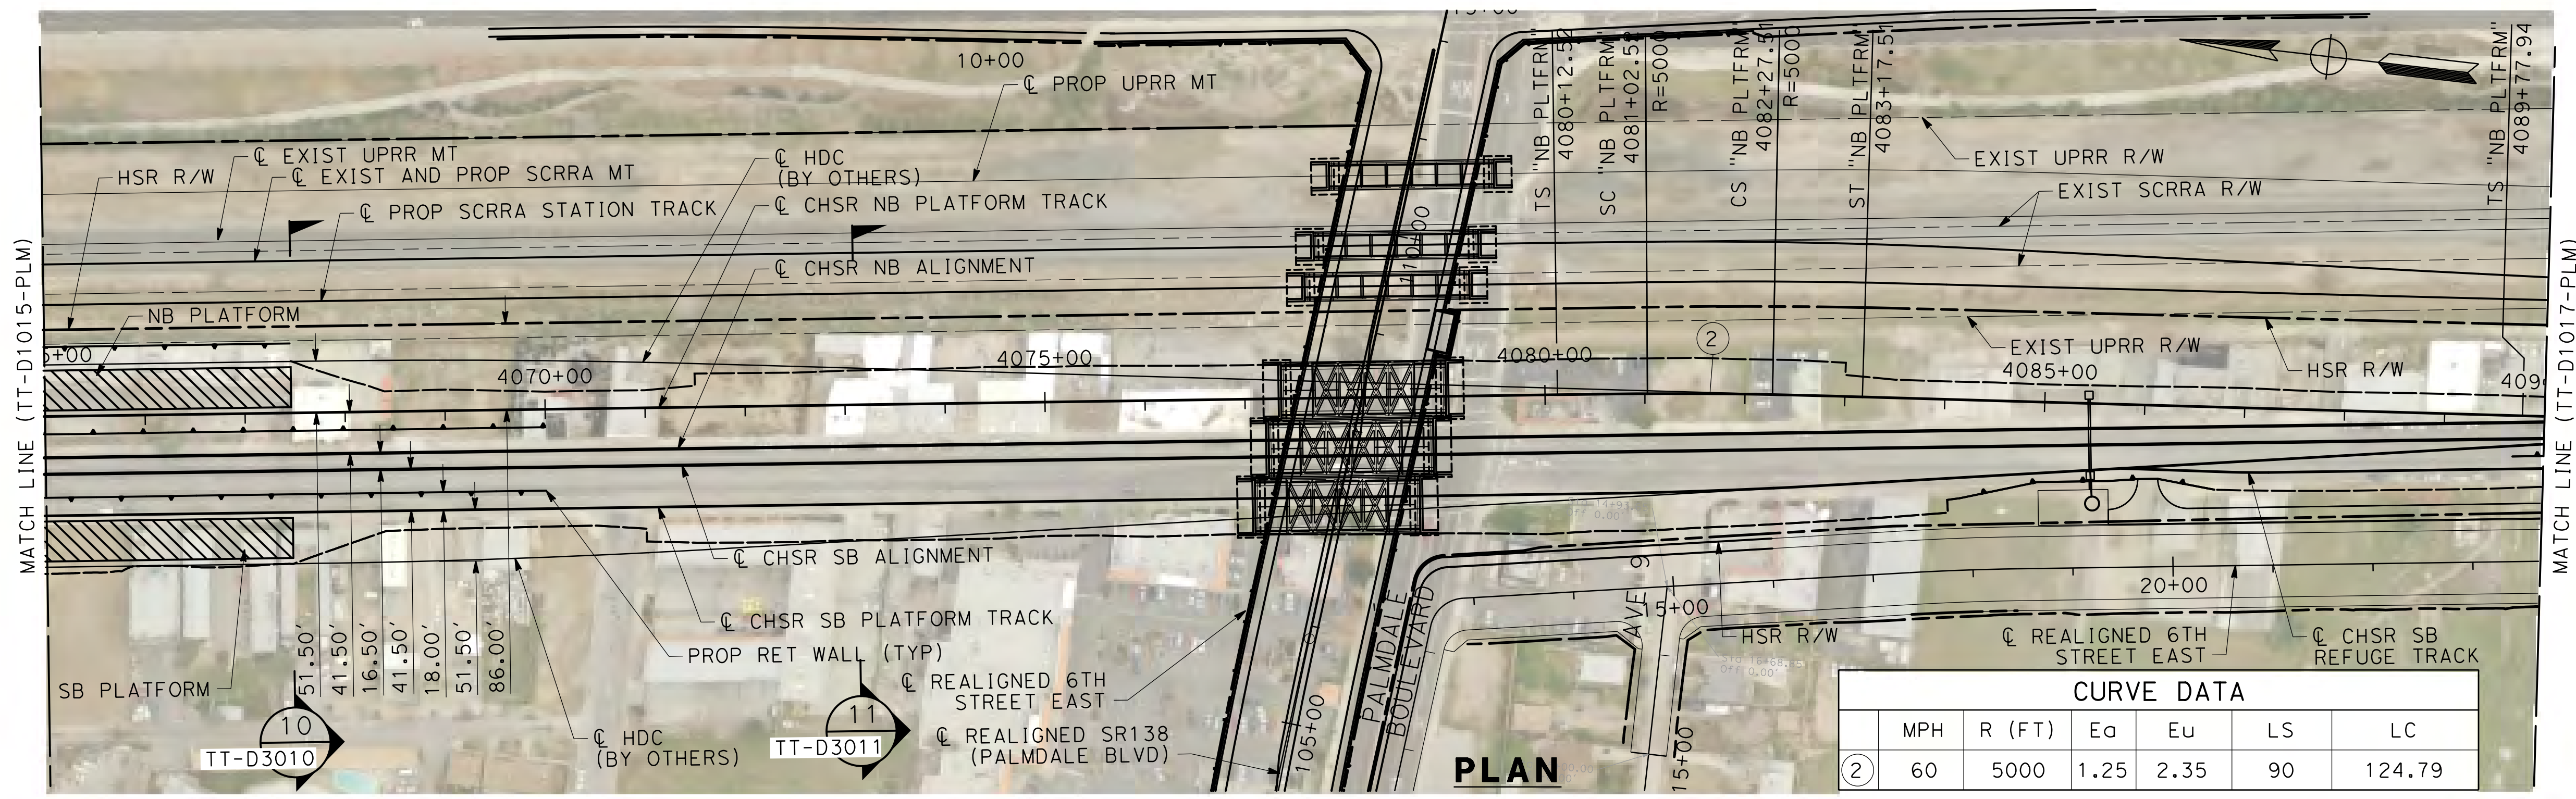 10+00
℄ PROP UPRR MT
℄ EXIST UPRR MT
HSR R/W
℄ EXIST AND PROP SCRRA MT
℄ PROP SCRRA STATION TRACK
℄ HDC
(BY OTHERS)
℄ CHSR NB PLATFORM TRACK
℄ CHSR NB ALIGNMENT
NB PLATFORM
5+00
4070+00
4075+00
4080+00
4085+00
110+00
TS "NB PLTFRM"
4080+12.52
SC "NB PLTFRM"
4081+02.52
R=5000
CS "NB PLTFRM"
4082+27.51
R=5000
ST "NB PLTFRM"
4083+17.51
TS "NB PLTFRM"
4089+77.94
EXIST UPRR R/W
EXIST SCRRA R/W
2
EXIST UPRR R/W
HSR R/W
MATCH LINE (TT-D1015-PLM)
MATCH LINE (TT-D1017-PLM)
℄ CHSR SB ALIGNMENT
℄ CHSR SB PLATFORM TRACK
PROP RET WALL (TYP)
SB PLATFORM
51.50'
41.50'
16.50'
41.50'
18.00'
51.50'
86.00'
10
TT-D3010
℄ HDC
(BY OTHERS)
11
TT-D3011
℄ REALIGNED 6TH
STREET EAST
℄ REALIGNED SR138
(PALMDALE BLVD)
105+00
PALMDALE
BOULEVARD
AVE 9
15+00
15+00
HSR R/W
20+00
℄ REALIGNED 6TH
STREET EAST
℄ CHSR SB
REFUGE TRACK
PLAN
CURVE DATA
MPH R (FT) Ea Eu LS LC
2 60 5000 1.25 2.35 90 124.79